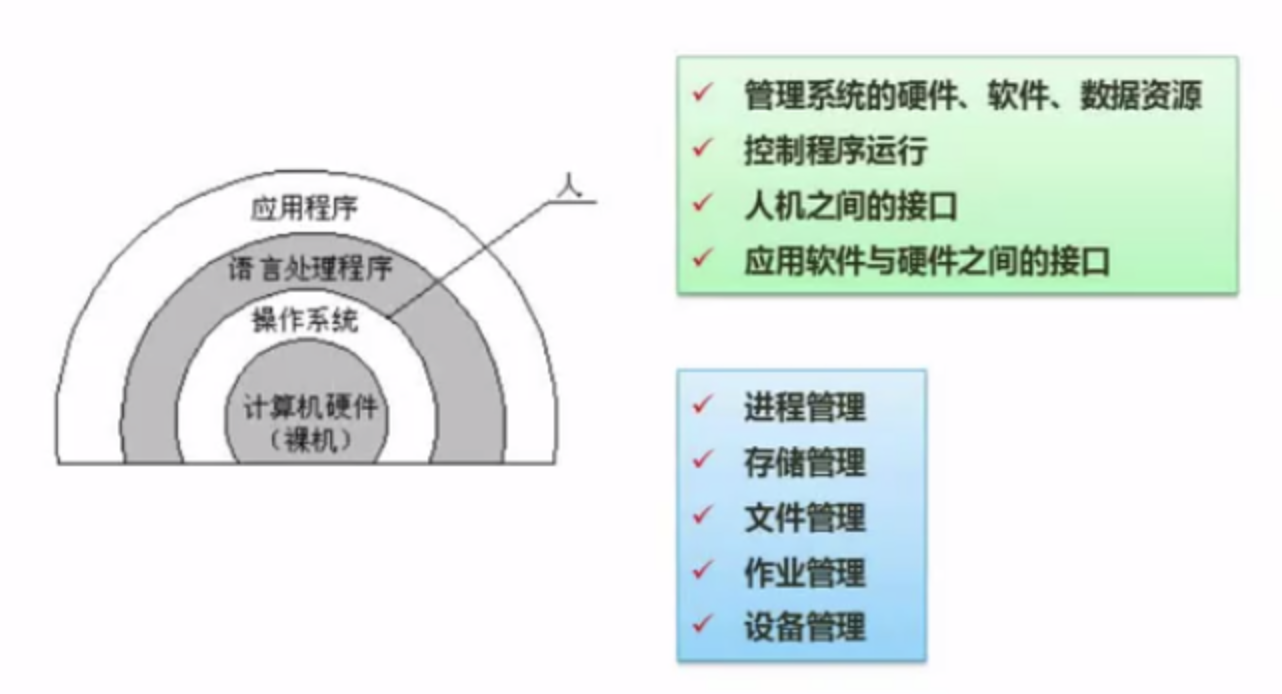 应用程序
语言处理程序
操作系统
计算机硬件
（裸机）
人
管理系统的硬件、软件、数据资源
控制程序运行
人机之间的接口
应用软件与硬件之间的接口
进程管理
存储管理
文件管理
作业管理
设备管理